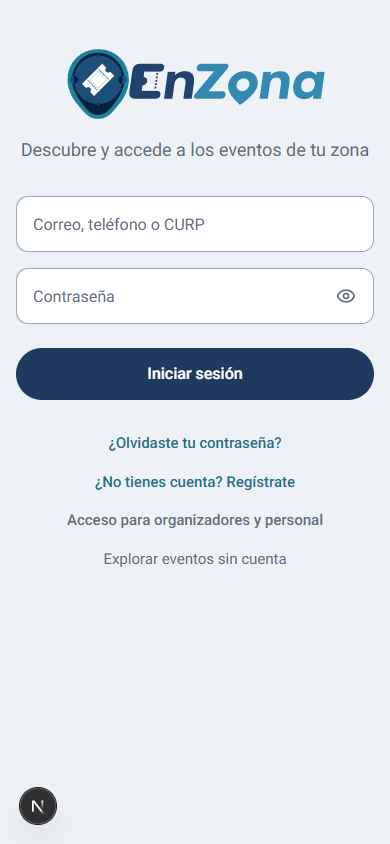 EnZona
Descubre y accede a los eventos de tu zona
Correo, teléfono o CURP
Contraseña
Iniciar sesión
¿Olvidaste tu contraseña?
¿No tienes cuenta? Regístrate
Acceso para organizadores y personal
Explorar eventos sin cuenta
N